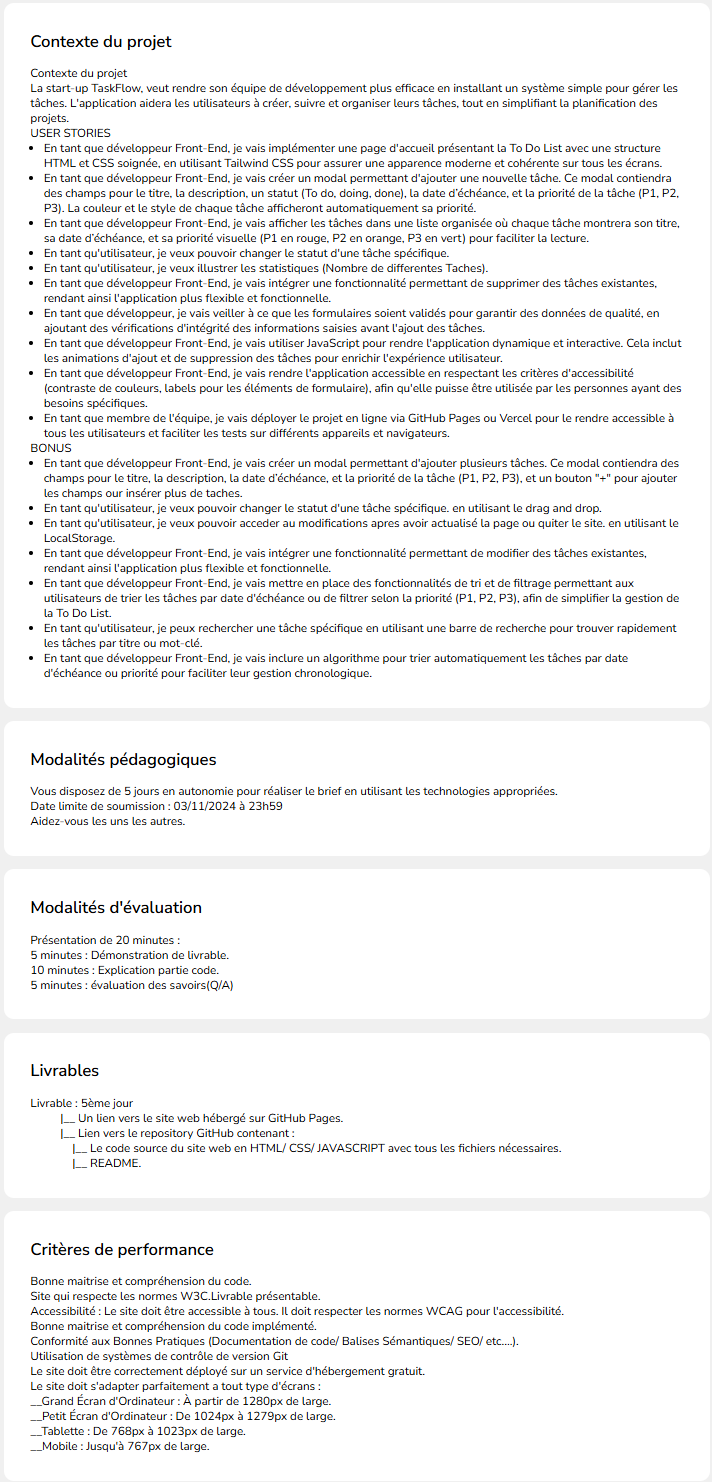 Contexte du projet
Contexte du projet
La start-up TaskFlow, veut rendre son équipe de développement plus efficace en installant un système simple pour gérer les
tâches. L'application aidera les utilisateurs à créer, suivre et organiser leurs tâches, tout en simplifiant la planification des
projets.
USER STORIES
• En tant que développeur Front-End, je vais implémenter une page d'accueil présentant la To Do List avec une structure
HTML et CSS soignée, en utilisant Tailwind CSS pour assurer une apparence moderne et cohérente sur tous les écrans.
• En tant que développeur Front-End, je vais créer un modal permettant d'ajouter une nouvelle tâche. Ce modal contiendra
des champs pour le titre, la description, un statut (To do, doing, done), la date d’échéance, et la priorité de la tâche (P1, P2,
P3). La couleur et le style de chaque tâche afficheront automatiquement sa priorité.
• En tant que développeur Front-End, je vais afficher les tâches dans une liste organisée où chaque tâche montrera son titre,
sa date d’échéance, et sa priorité visuelle (P1 en rouge, P2 en orange, P3 en vert) pour faciliter la lecture.
• En tant qu'utilisateur, je veux pouvoir changer le statut d'une tâche spécifique.
• En tant qu'utilisateur, je veux illustrer les statistiques (Nombre de differentes Taches).
• En tant que développeur Front-End, je vais intégrer une fonctionnalité permettant de supprimer des tâches existantes,
rendant ainsi l'application plus flexible et fonctionnelle.
• En tant que développeur, je vais veiller à ce que les formulaires soient validés pour garantir des données de qualité, en
ajoutant des vérifications d'intégrité des informations saisies avant l'ajout des tâches.
• En tant que développeur Front-End, je vais utiliser JavaScript pour rendre l'application dynamique et interactive. Cela inclut
les animations d'ajout et de suppression des tâches pour enrichir l'expérience utilisateur.
• En tant que développeur Front-End, je vais rendre l'application accessible en respectant les critères d'accessibilité
(contraste de couleurs, labels pour les éléments de formulaire), afin qu'elle puisse être utilisée par les personnes ayant des
besoins spécifiques.
• En tant que membre de l'équipe, je vais déployer le projet en ligne via GitHub Pages ou Vercel pour le rendre accessible à
tous les utilisateurs et faciliter les tests sur différents appareils et navigateurs.
BONUS
• En tant que développeur Front-End, je vais créer un modal permettant d'ajouter plusieurs tâches. Ce modal contiendra des
champs pour le titre, la description, la date d’échéance, et la priorité de la tâche (P1, P2, P3), et un bouton "+" pour ajouter
les champs our insérer plus de taches.
• En tant qu'utilisateur, je veux pouvoir changer le statut d'une tâche spécifique. en utilisant le drag and drop.
• En tant qu'utilisateur, je veux pouvoir acceder au modifications apres avoir actualisé la page ou quiter le site. en utilisant le
LocalStorage.
• En tant que développeur Front-End, je vais intégrer une fonctionnalité permettant de modifier des tâches existantes,
rendant ainsi l'application plus flexible et fonctionnelle.
• En tant que développeur Front-End, je vais mettre en place des fonctionnalités de tri et de filtrage permettant aux
utilisateurs de trier les tâches par date d'échéance ou de filtrer selon la priorité (P1, P2, P3), afin de simplifier la gestion de
la To Do List.
• En tant qu'utilisateur, je peux rechercher une tâche spécifique en utilisant une barre de recherche pour trouver rapidement
les tâches par titre ou mot-clé.
• En tant que développeur Front-End, je vais inclure un algorithme pour trier automatiquement les tâches par date
d'échéance ou priorité pour faciliter leur gestion chronologique.
Modalités pédagogiques
Vous disposez de 5 jours en autonomie pour réaliser le brief en utilisant les technologies appropriées.
Date limite de soumission : 03/11/2024 à 23h59
Aidez-vous les uns les autres.
Modalités d'évaluation
Présentation de 20 minutes :
5 minutes : Démonstration de livrable.
10 minutes : Explication partie code.
5 minutes : évaluation des savoirs(Q/A)
Livrables
Livrable : 5ème jour
|__ Un lien vers le site web hébergé sur GitHub Pages.
|__ Lien vers le repository GitHub contenant :
|__ Le code source du site web en HTML/ CSS/ JAVASCRIPT avec tous les fichiers nécessaires.
|__ README.
Critères de performance
Bonne maitrise et compréhension du code.
Site qui respecte les normes W3C.Livrable présentable.
Accessibilité : Le site doit être accessible à tous. Il doit respecter les normes WCAG pour l'accessibilité.
Bonne maitrise et compréhension du code implémenté.
Conformité aux Bonnes Pratiques (Documentation de code/ Balises Sémantiques/ SEO/ etc....).
Utilisation de systèmes de contrôle de version Git
Le site doit être correctement déployé sur un service d'hébergement gratuit.
Le site doit s'adapter parfaitement a tout type d'écrans :
__Grand Écran d'Ordinateur : À partir de 1280px de large.
__Petit Écran d'Ordinateur : De 1024px à 1279px de large.
__Tablette : De 768px à 1023px de large.
__Mobile : Jusqu'à 767px de large.